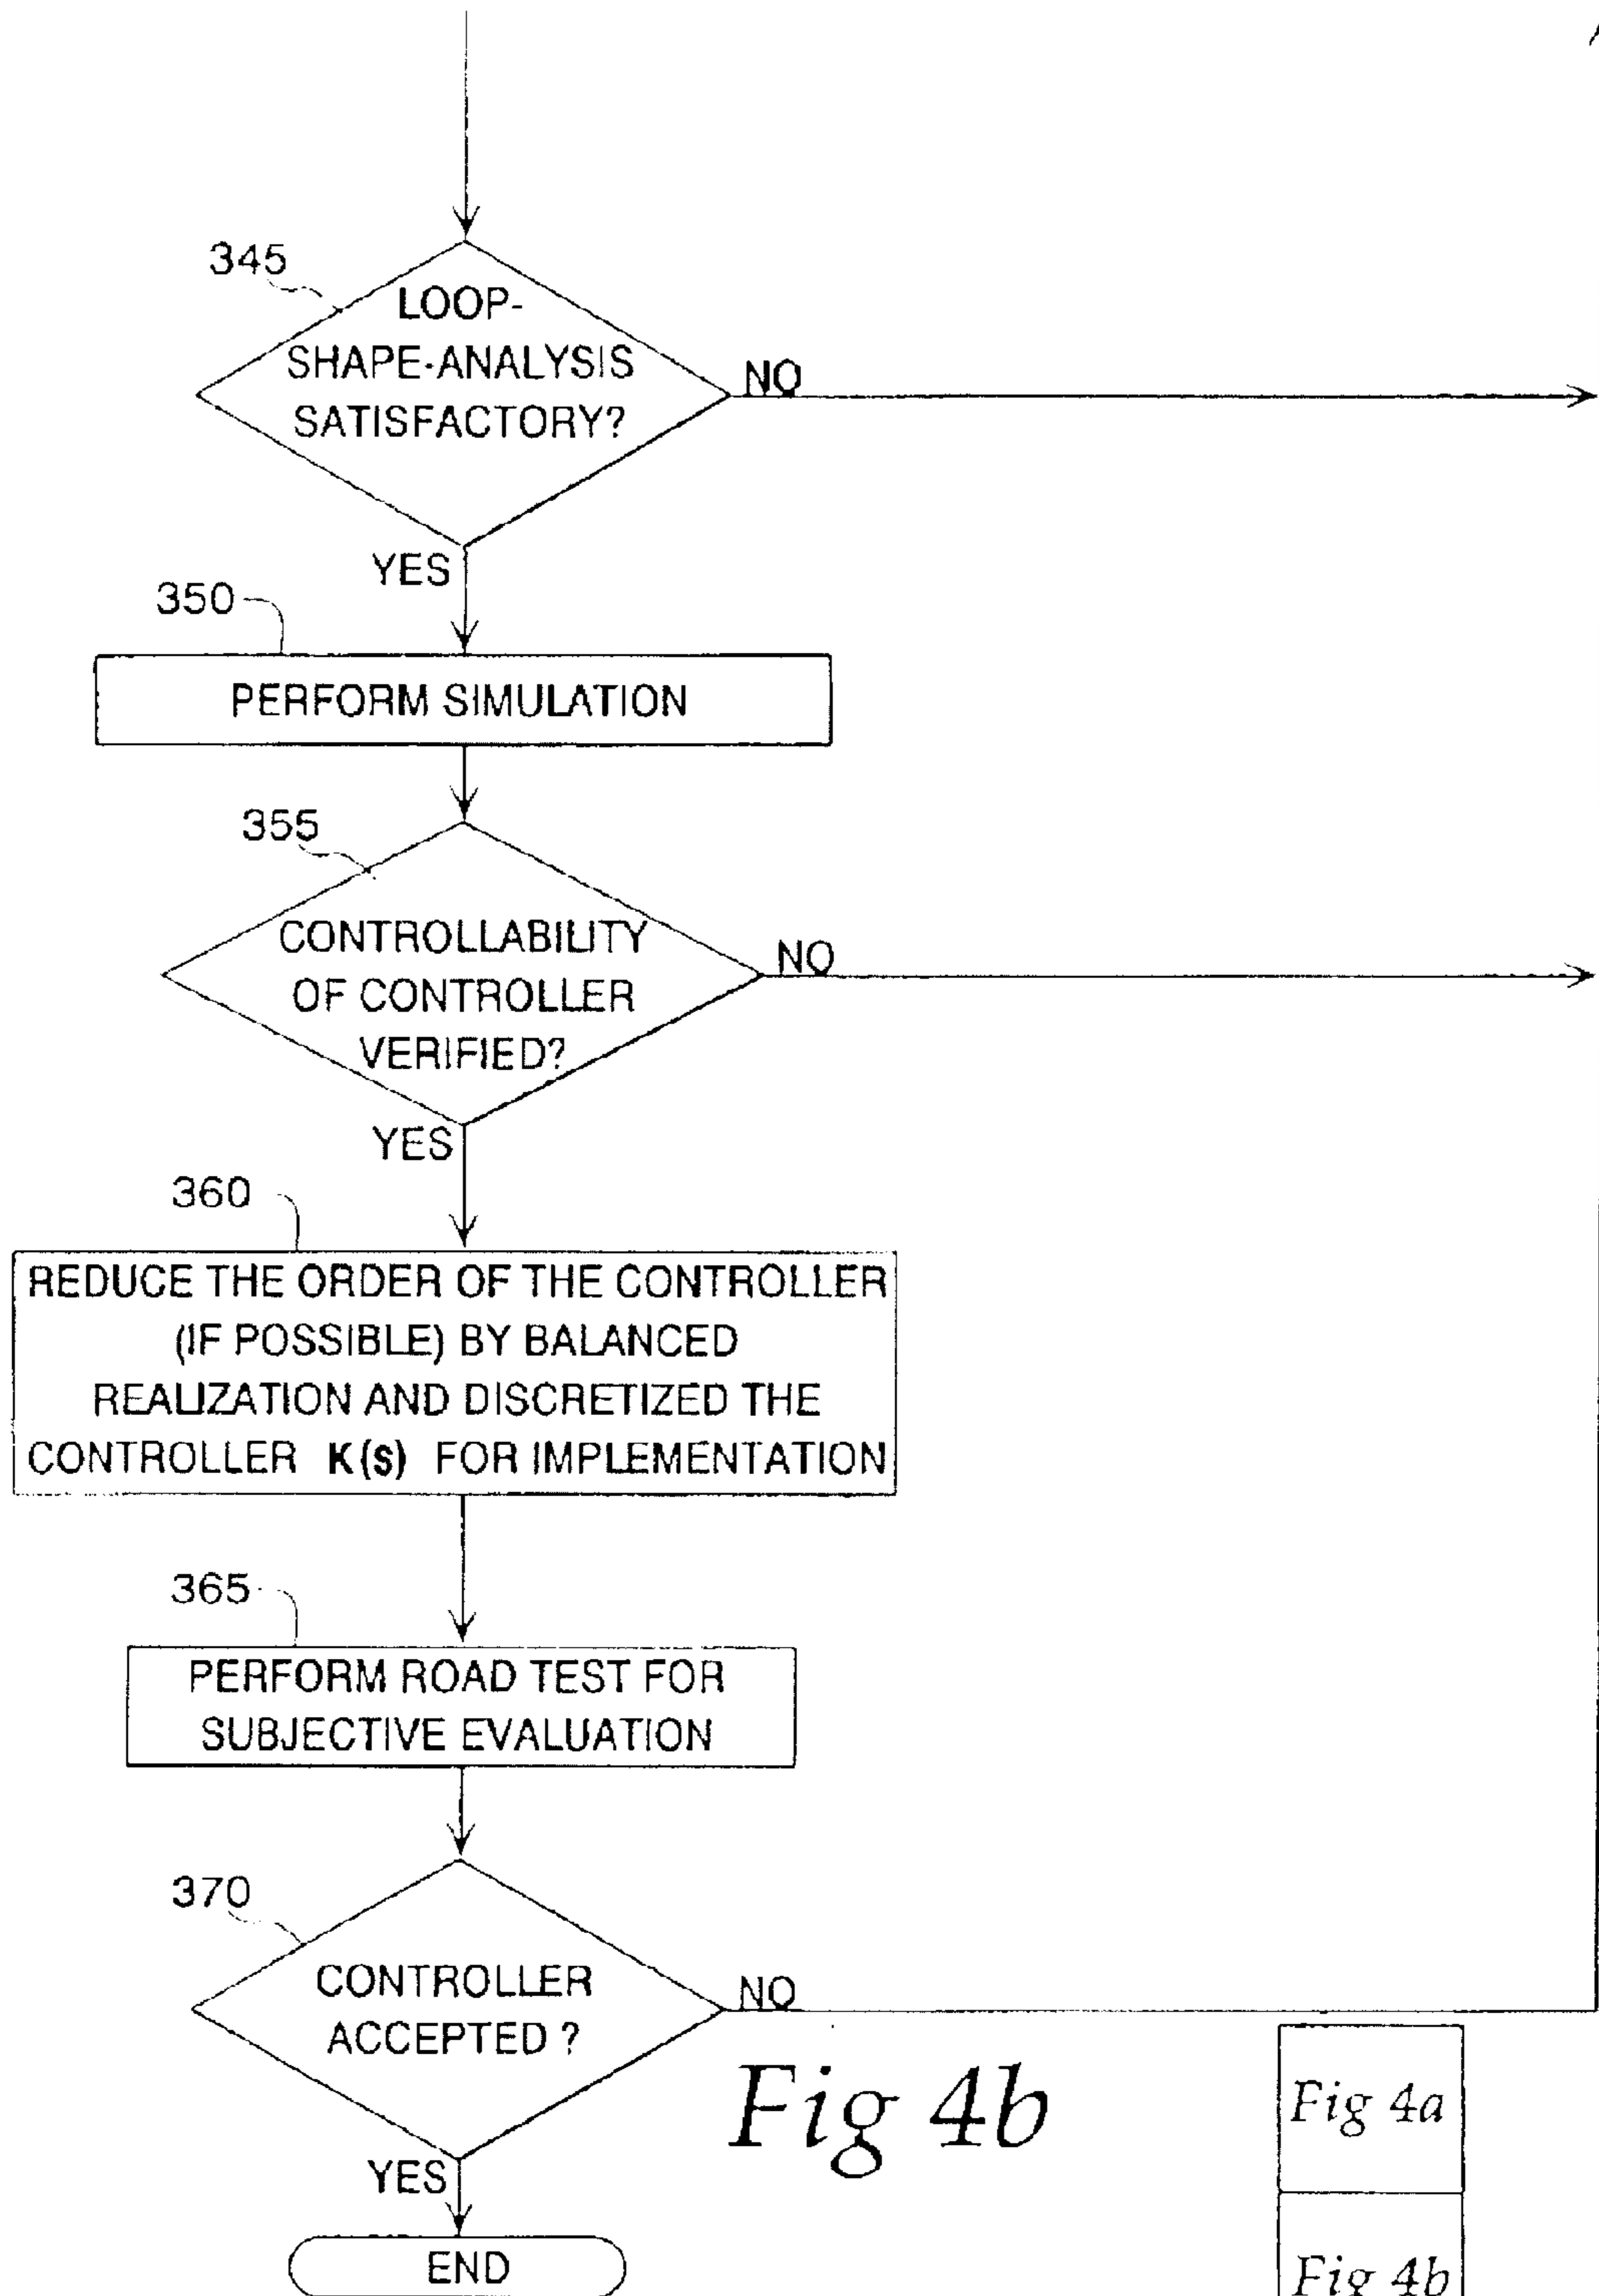 345
LOOP-
SHAPE-ANALYSIS
SATISFACTORY?
NO
YES
350
PERFORM SIMULATION
355
CONTROLLABILITY
OF CONTROLLER
VERIFIED?
NO
YES
360
REDUCE THE ORDER OF THE CONTROLLER
(IF POSSIBLE) BY BALANCED
REALIZATION AND DISCRETIZED THE
CONTROLLER K(s) FOR IMPLEMENTATION
365
PERFORM ROAD TEST FOR
SUBJECTIVE EVALUATION
370
CONTROLLER
ACCEPTED ?
NO
YES
END
Fig 4b
Fig 4a
Fig 4b